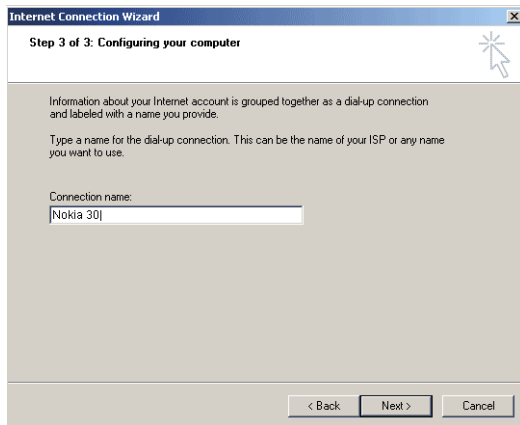 Internet Connection Wizard
Step 3 of 3: Configuring your computer
Information about your Internet account is grouped together as a dial-up connection
and labeled with a name you provide.
Type a name for the dial-up connection. This can be the name of your ISP or any name
you want to use.
Connection name:
Nokia 30
< Back Next > Cancel